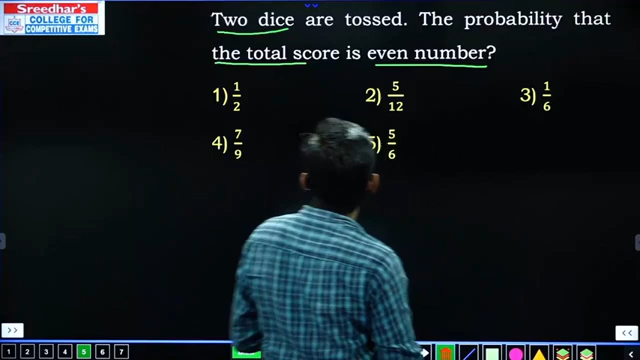 Sreedhar's
CCE
COLLEGE FOR
COMPETITIVE EXAMS
Two dice are tossed. The probability that
the total score is even number?
1) 1/2 2) 5/12 3) 1/6
4) 7/9 5) 5/6
>> <<
1 2 3 4 5 6 7